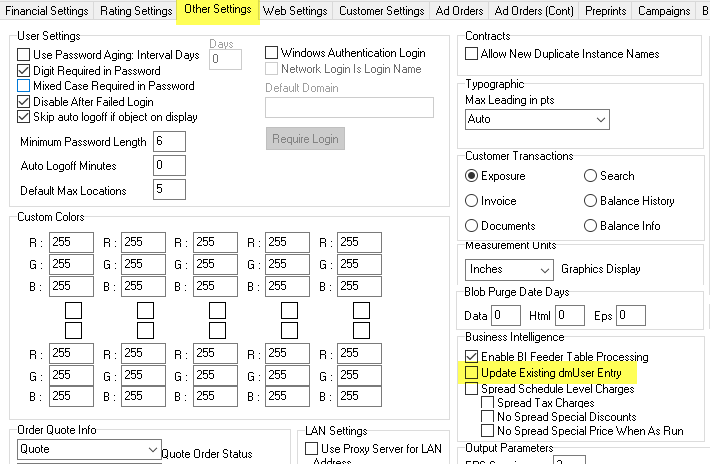 Financial Settings Rating Settings Other Settings Web Settings Customer Settings Ad Orders Ad Orders (Cont) Preprints Campaigns B
User Settings
Use Password Aging: Interval Days
Days
0
Digit Required in Password
Mixed Case Required in Password
Disable After Failed Login
Skip auto logoff if object on display
Minimum Password Length 6
Auto Logoff Minutes 0
Default Max Locations 5
Windows Authentication Login
Network Login Is Login Name
Default Domain
Require Login
Custom Colors
R : 255 R : 255 R : 255 R : 255 R : 255
G : 255 G : 255 G : 255 G : 255 G : 255
B : 255 B : 255 B : 255 B : 255 B : 255
R : 255 R : 255 R : 255 R : 255 R : 255
G : 255 G : 255 G : 255 G : 255 G : 255
B : 255 B : 255 B : 255 B : 255 B : 255
Order Quote Info
Quote Quote Order Status
LAN Settings
Use Proxy Server for LAN
Address
Contracts
Allow New Duplicate Instance Names
Typographic
Max Leading in pts
Auto
Customer Transactions
Exposure Search
Invoice Balance History
Documents Balance Info
Measurement Units
Inches Graphics Display
Blob Purge Date Days
Data 0 Html 0 Eps 0
Business Intelligence
Enable BI Feeder Table Processing
Update Existing dmUser Entry
Spread Schedule Level Charges
Spread Tax Charges
No Spread Special Discounts
No Spread Special Price When As Run
Output Parameters